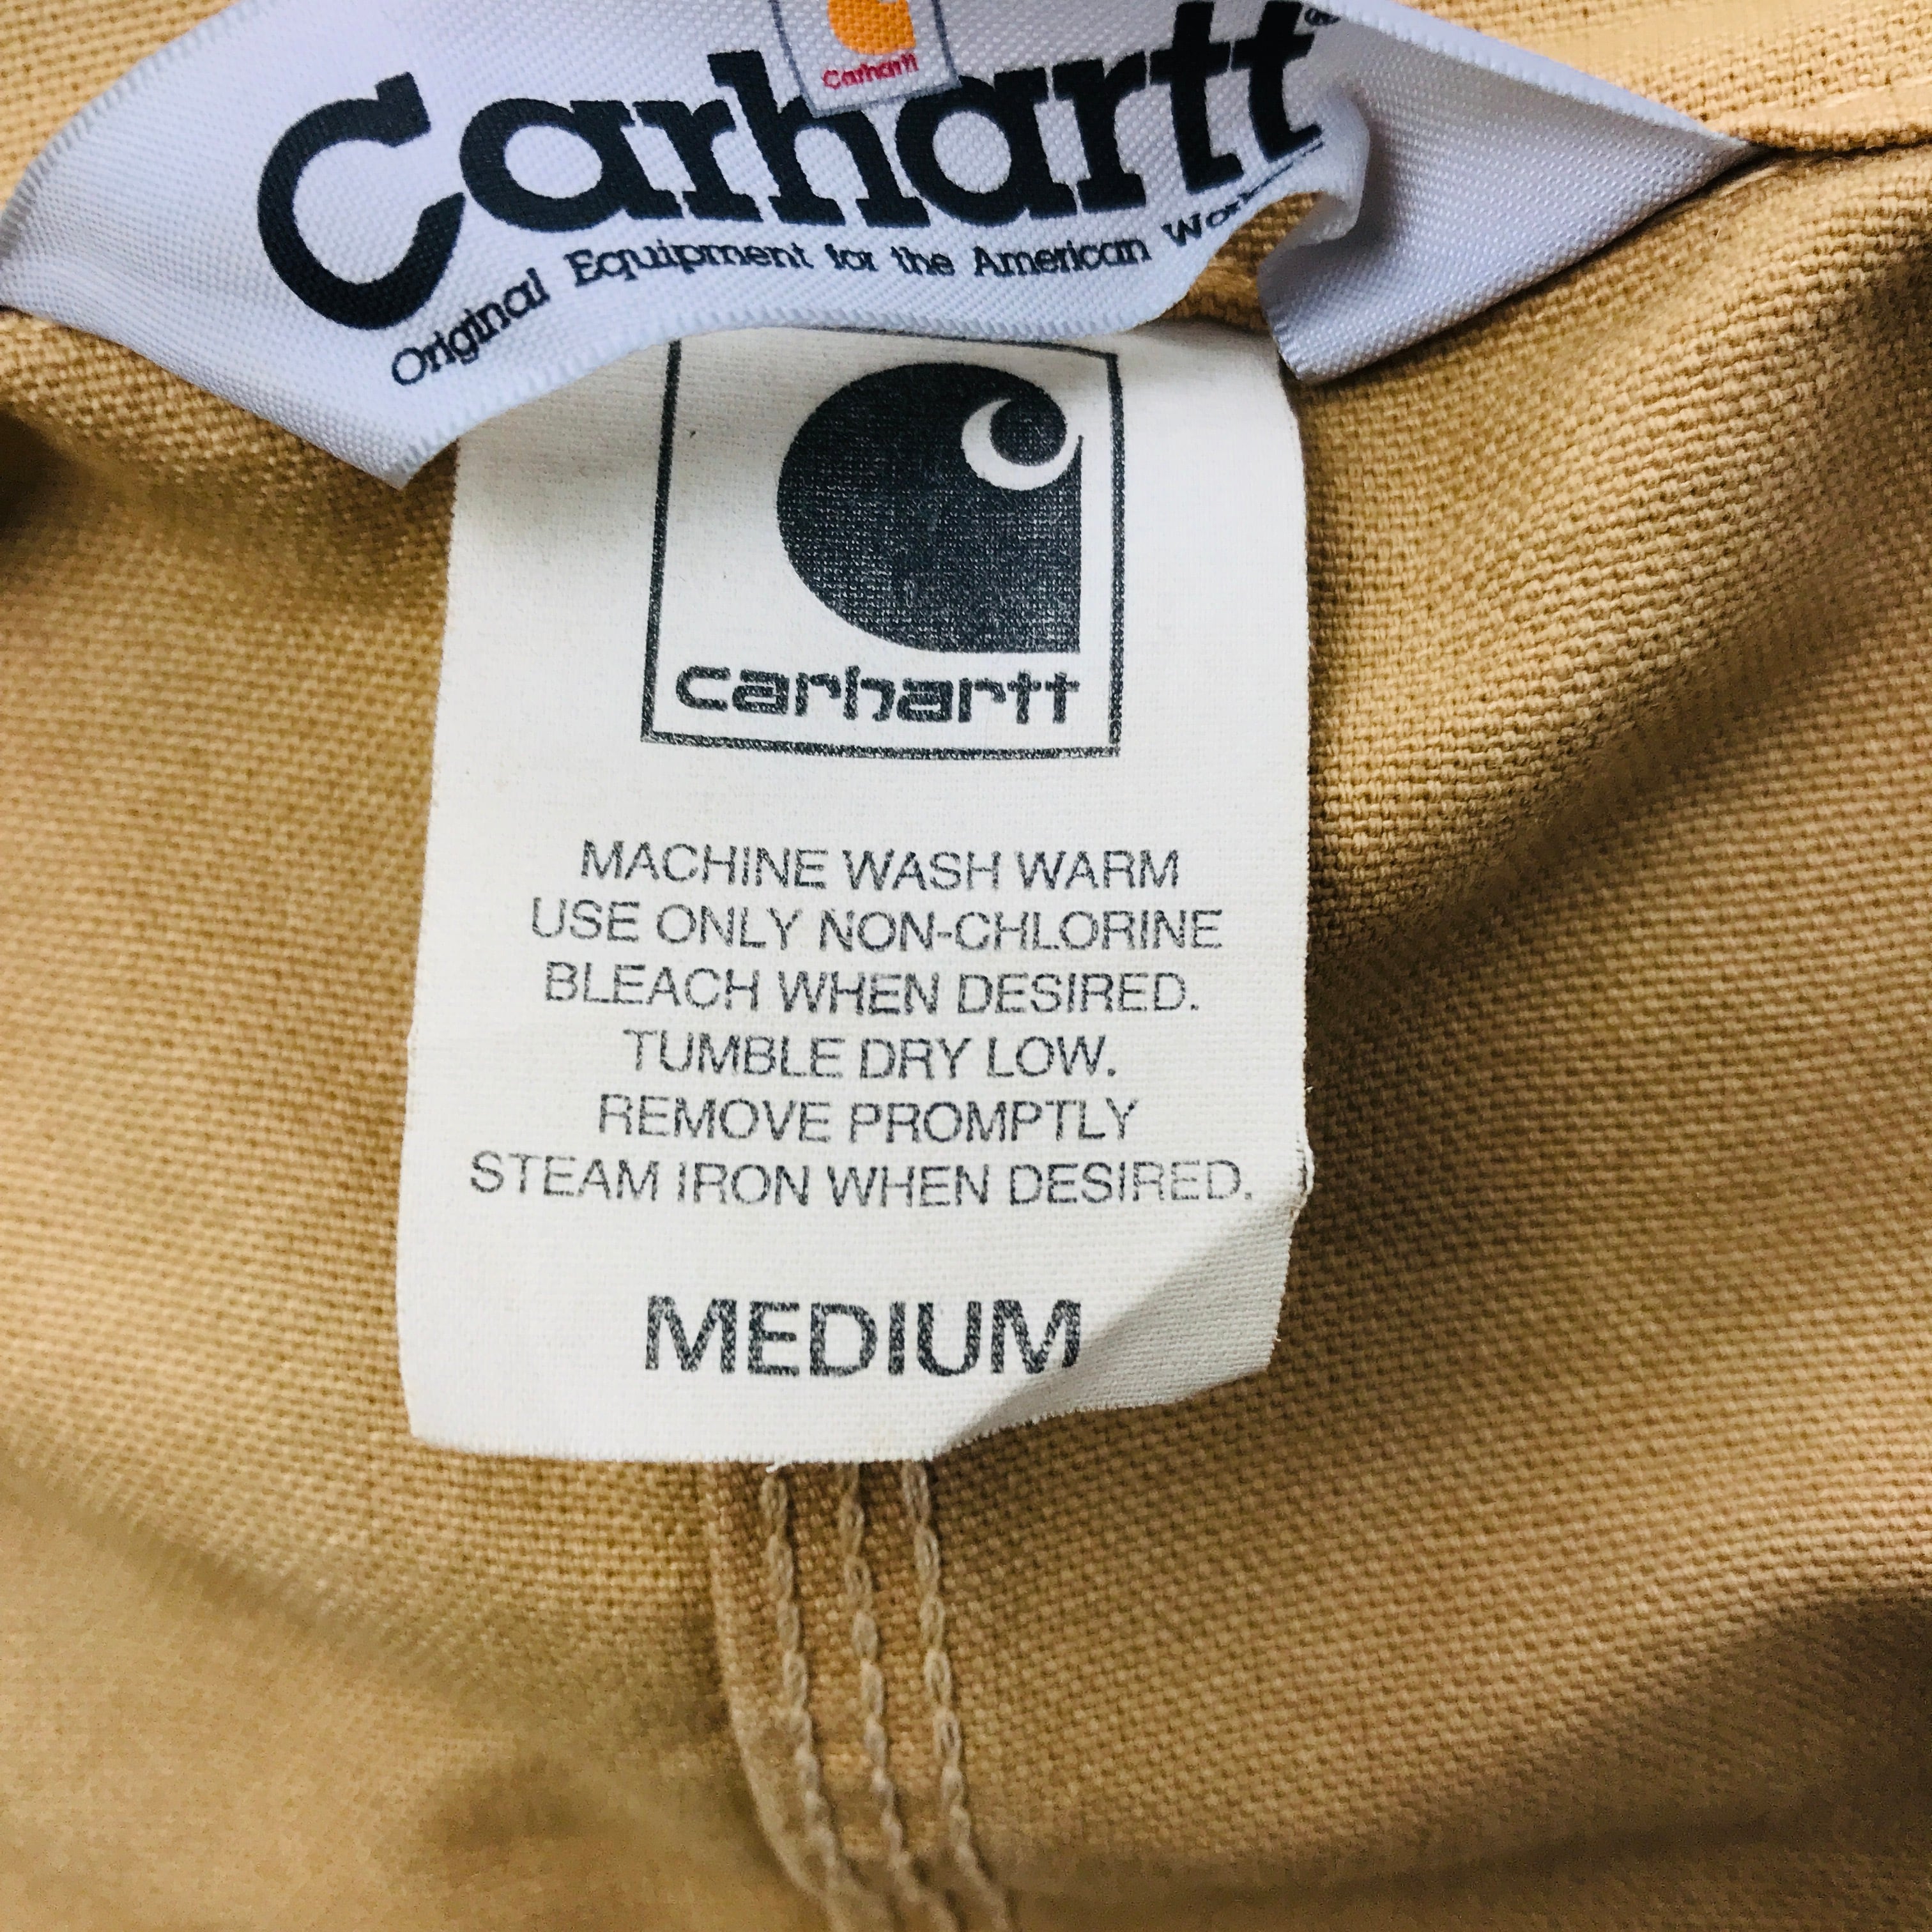 Carhartt
Carhartt®
Original Equipment for the American
carhartt
MACHINE WASH WARM
USE ONLY NON-CHLORINE
BLEACH WHEN DESIRED.
TUMBLE DRY LOW.
REMOVE PROMPTLY
STEAM IRON WHEN DESIRED.
MEDIUM